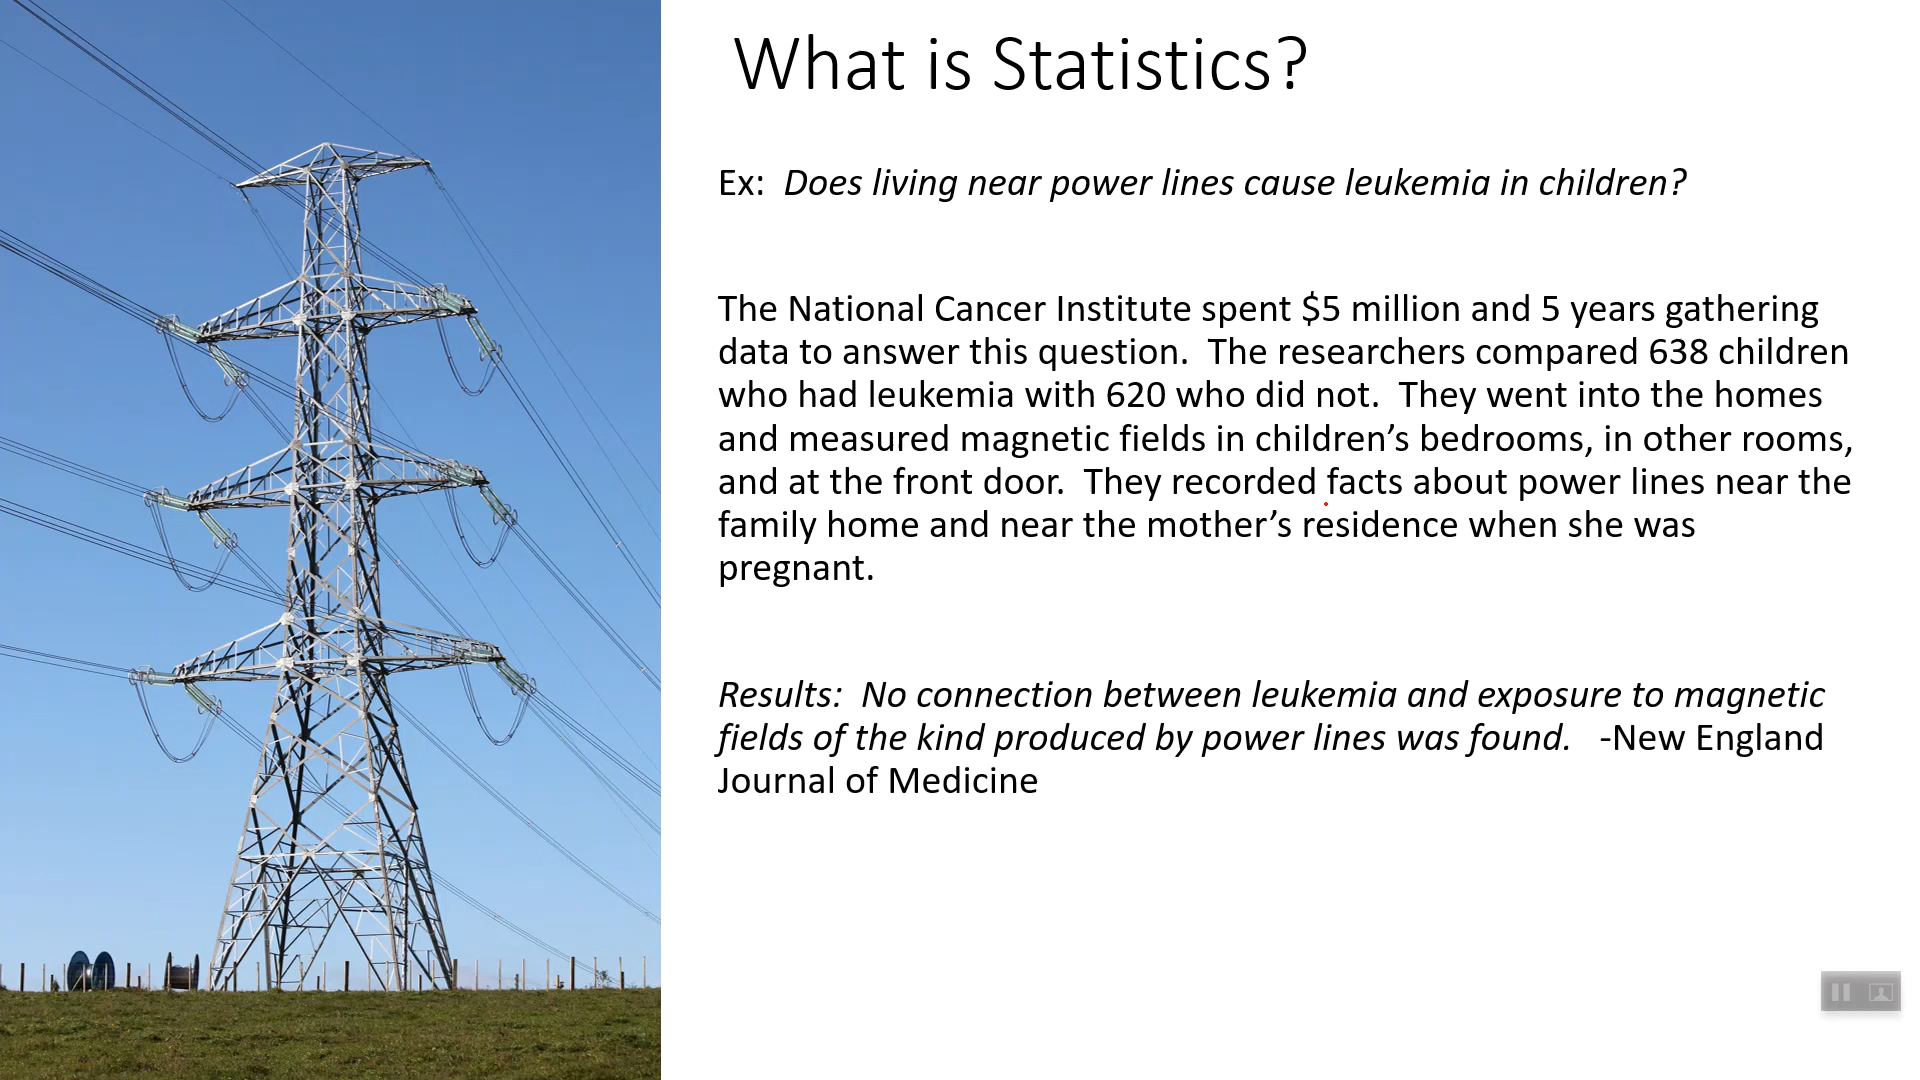 What is Statistics?
Ex:  Does living near power lines cause leukemia in children?
The National Cancer Institute spent $5 million and 5 years gathering
data to answer this question.  The researchers compared 638 children
who had leukemia with 620 who did not.  They went into the homes
and measured magnetic fields in children’s bedrooms, in other rooms,
and at the front door.  They recorded facts about power lines near the
family home and near the mother’s residence when she was
pregnant.
Results:  No connection between leukemia and exposure to magnetic
fields of the kind produced by power lines was found.   -New England
Journal of Medicine